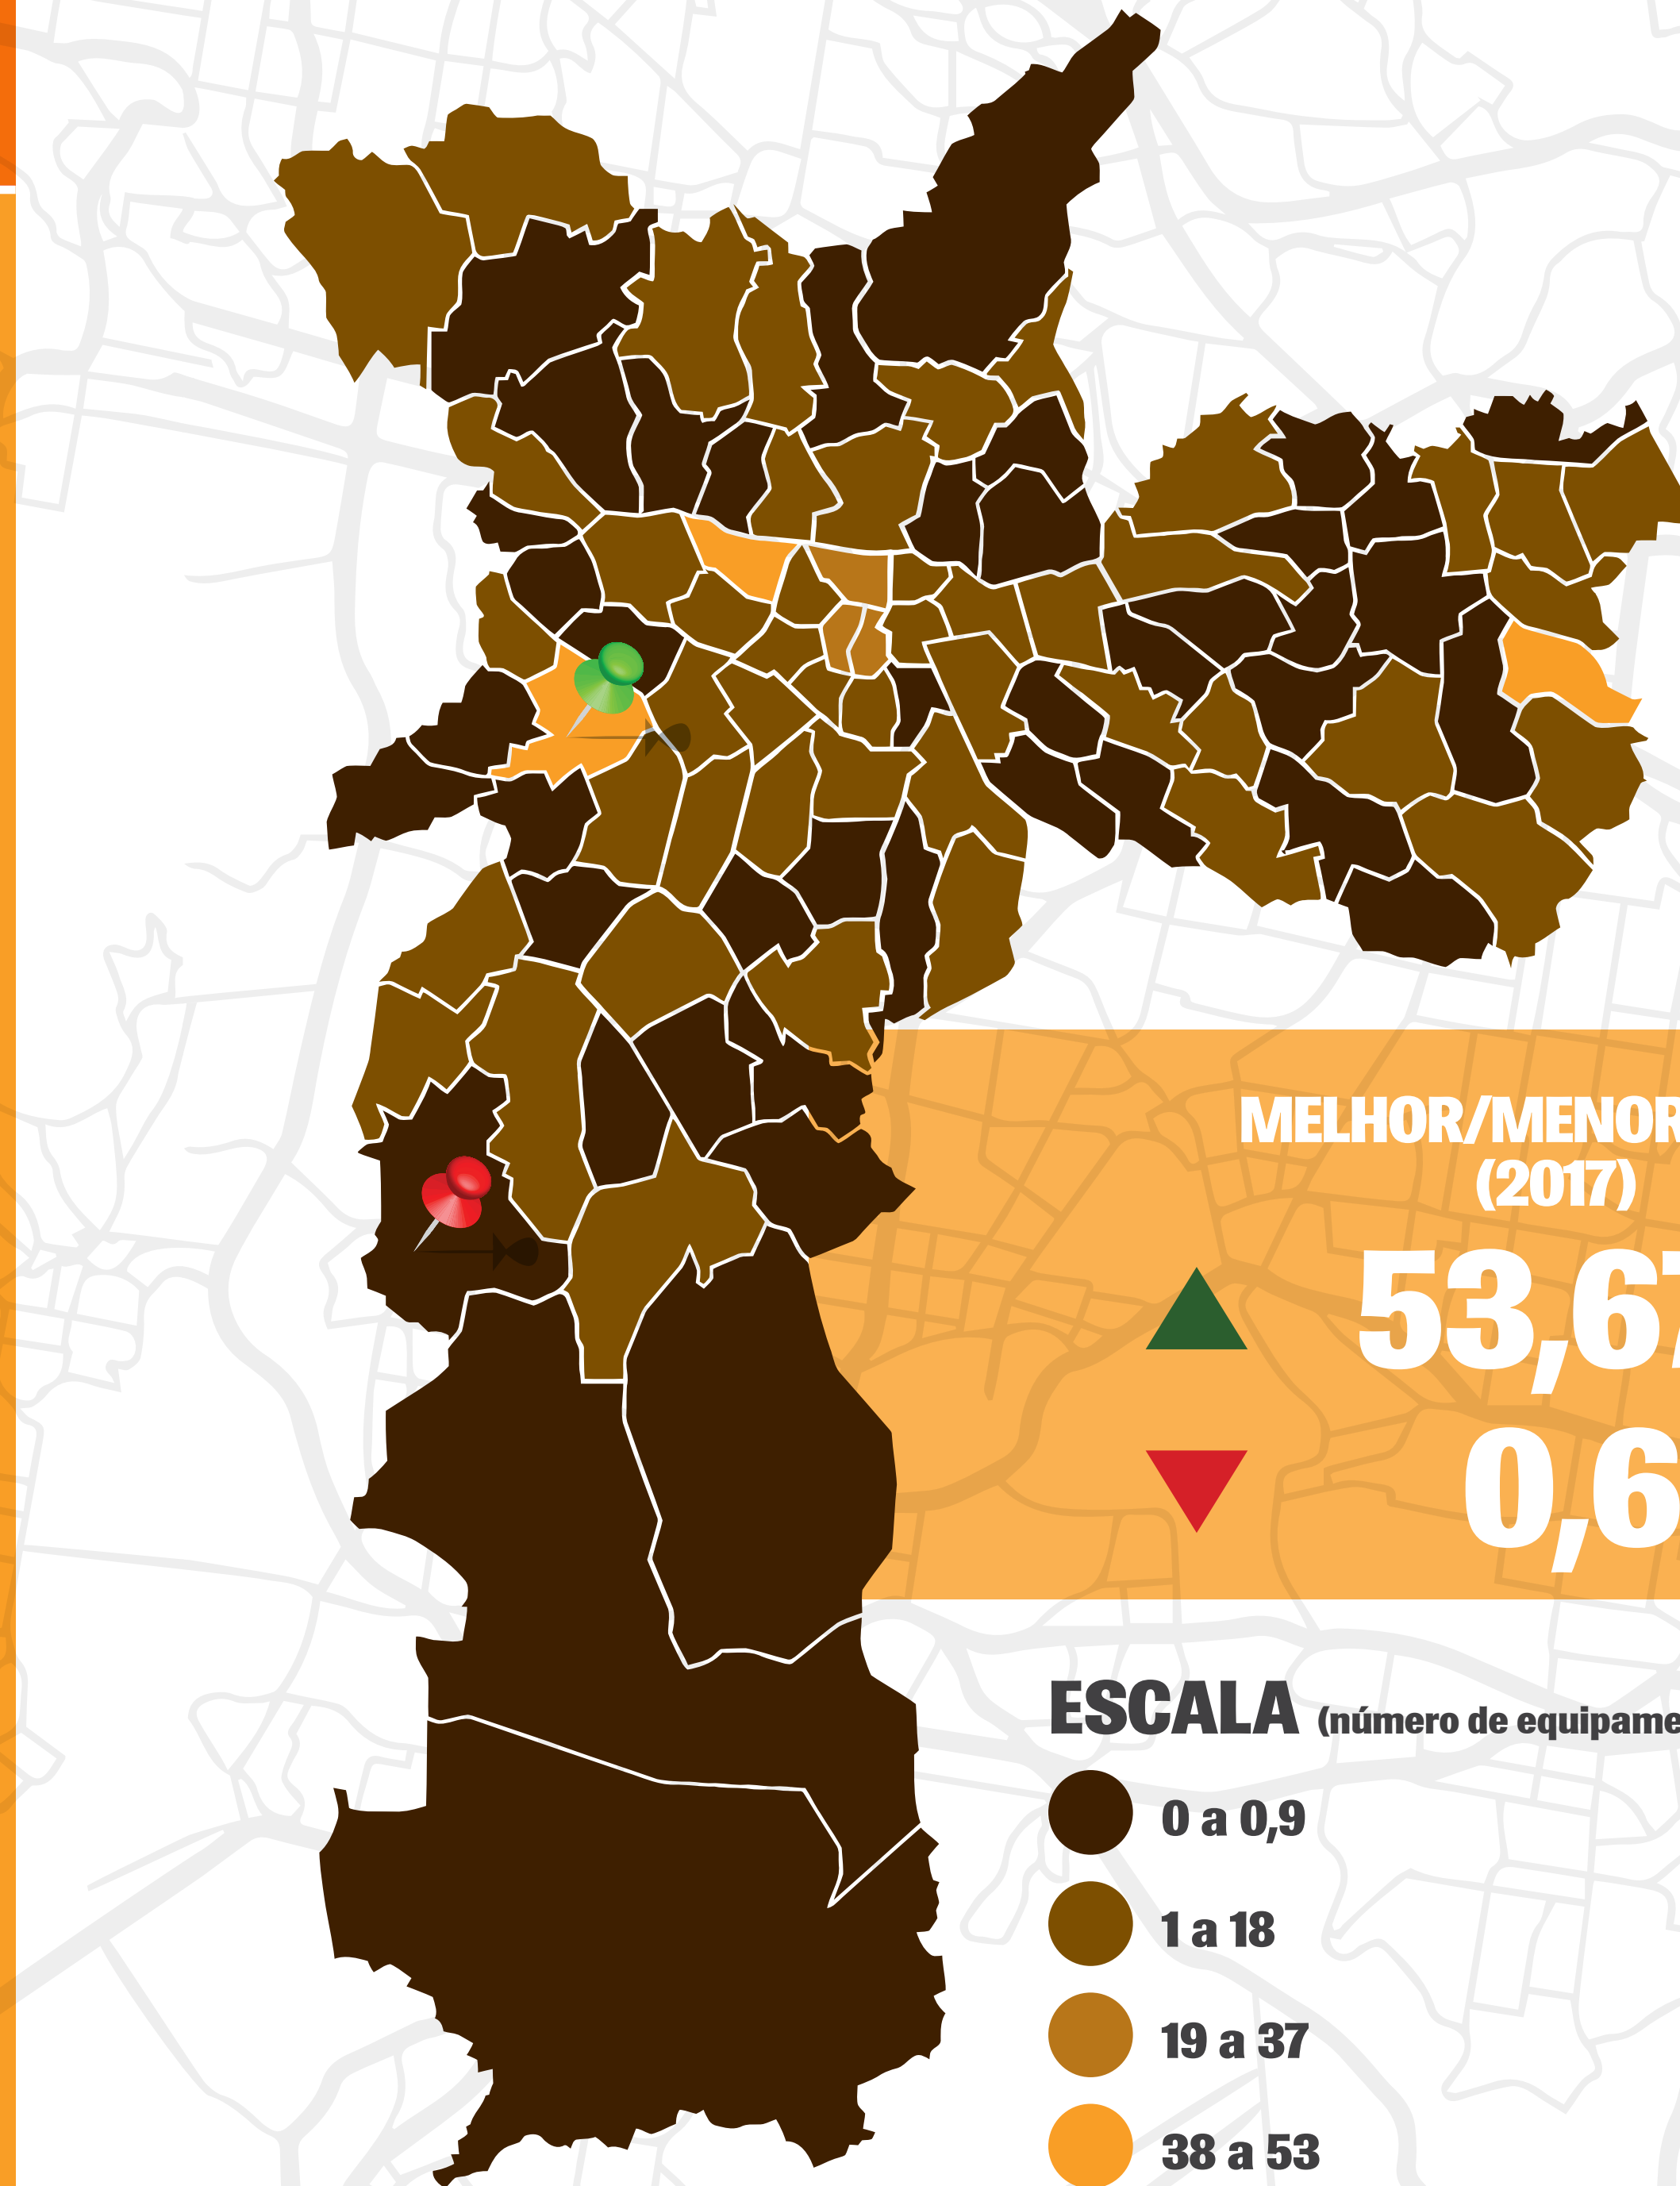 MELHOR/MENOR
(2017)
53,67
0,6
ESCALA (número de equipame
0 a 0,9
1 a 18
19 a 37
38 a 53